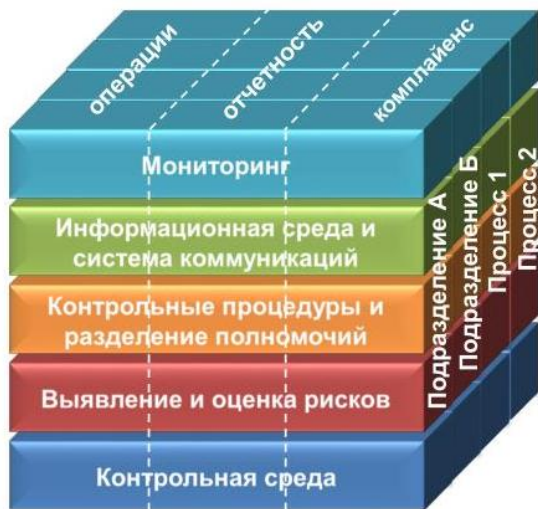 операции
отчетность
комплайенс
Мониторинг
Информационная среда и
система коммуникаций
Контрольные процедуры и
разделение полномочий
Выявление и оценка рисков
Контрольная среда
Подразделение А
Подразделение Б
Процесс 1
Процесс 2